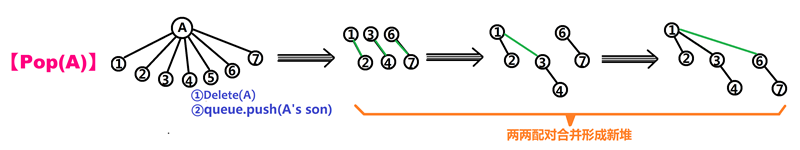 【Pop(A)】
A
1 2 3 4 5 6 7
①Delete(A)
②queue.push(A's son)
1 3 6
2 4 7
1 6
2 3 7
4
1
2 3 6
4 7
两两配对合并形成新堆